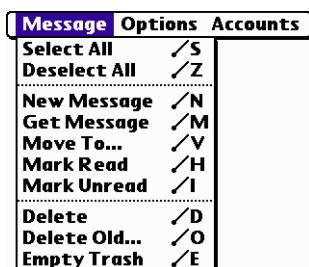 Message Options Accounts
Select All /S
Deselect All /Z
New Message /N
Get Message /M
Move To... /V
Mark Read /H
Mark Unread /I
Delete /D
Delete Old... /O
Empty Trash /E